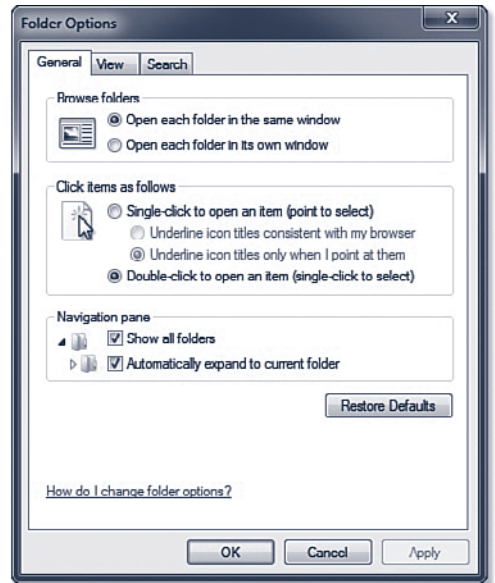 Folder Options
General View Search
Browse folders
Open each folder in the same window
Open each folder in its own window
Click items as follows
Single-click to open an item (point to select)
Underline icon titles consistent with my browser
Underline icon titles only when I point at them
Double-click to open an item (single-click to select)
Navigation pane
Show all folders
Automatically expand to current folder
Restore Defaults
How do I change folder options?
OK Cancel Apply